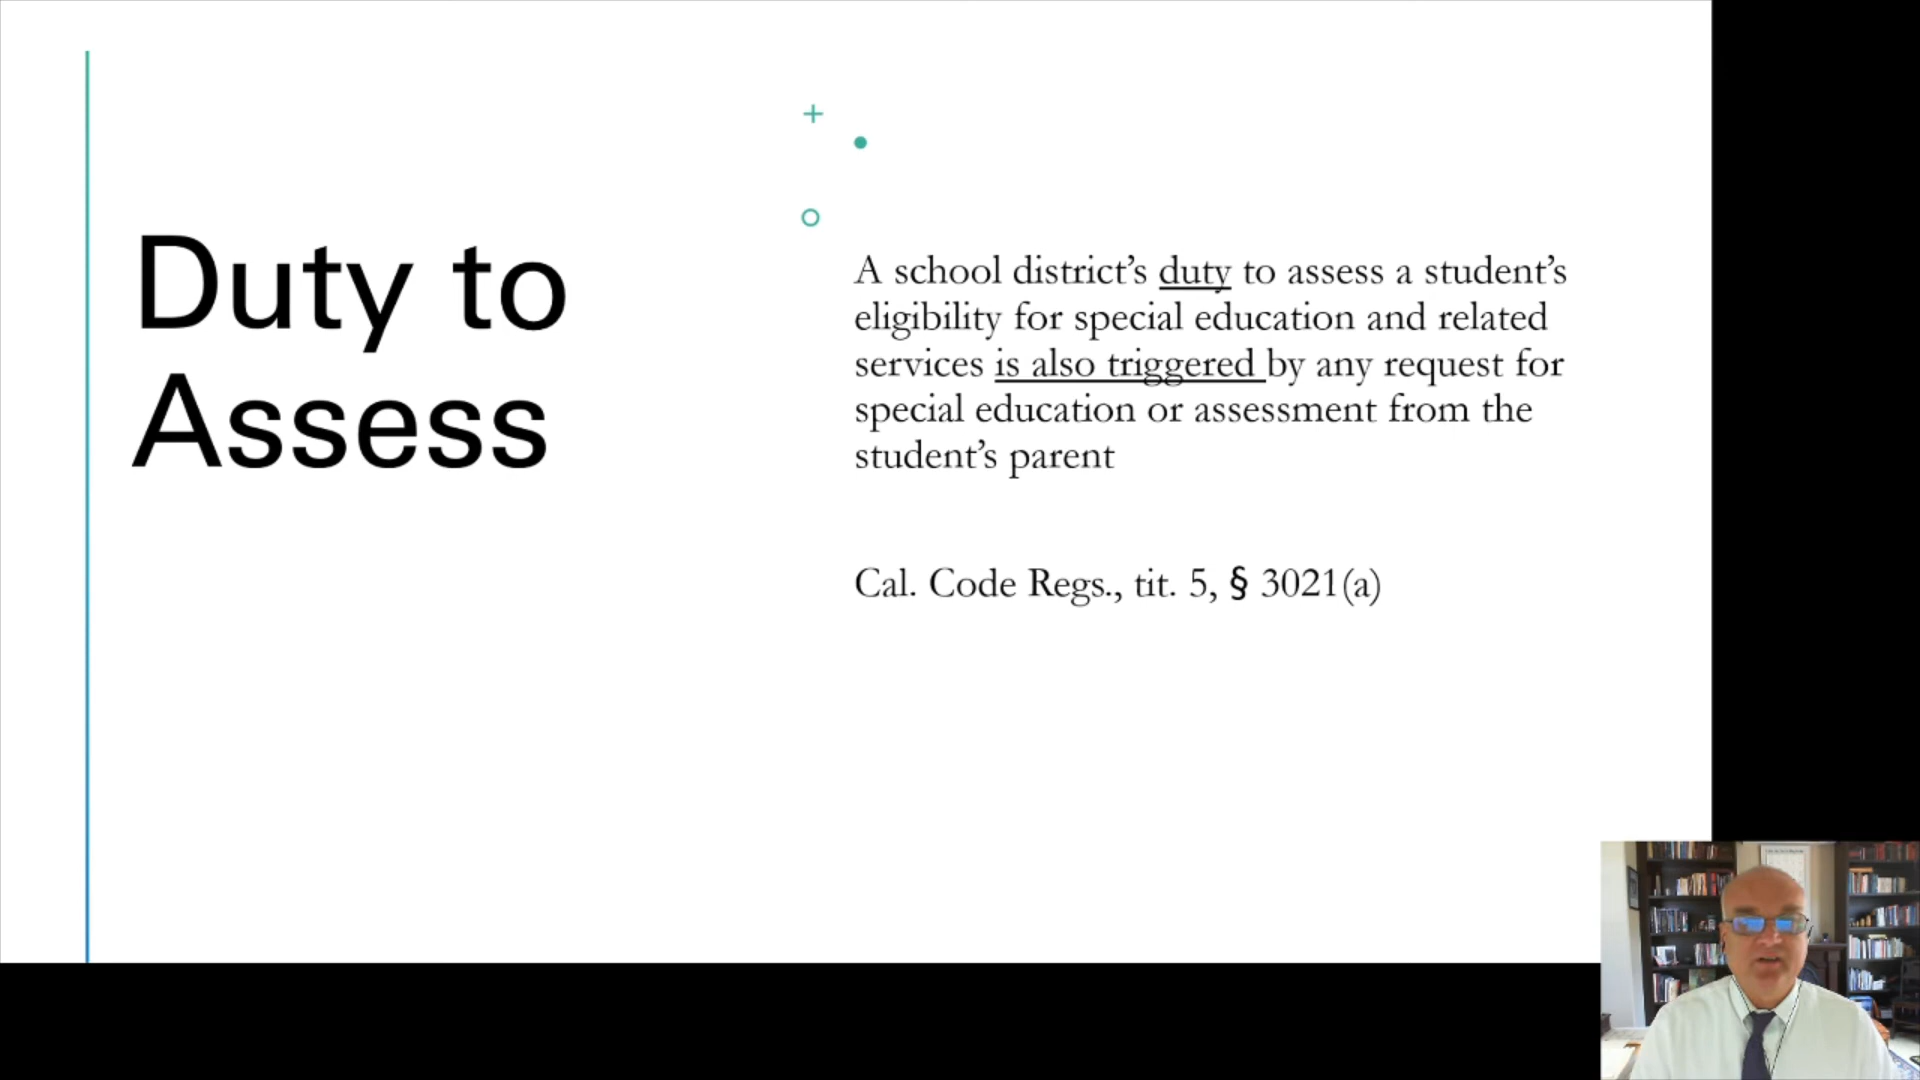 Duty to
Assess
A school district’s duty to assess a student’s
eligibility for special education and related
services is also triggered by any request for
special education or assessment from the
student’s parent
Cal. Code Regs., tit. 5, § 3021(a)